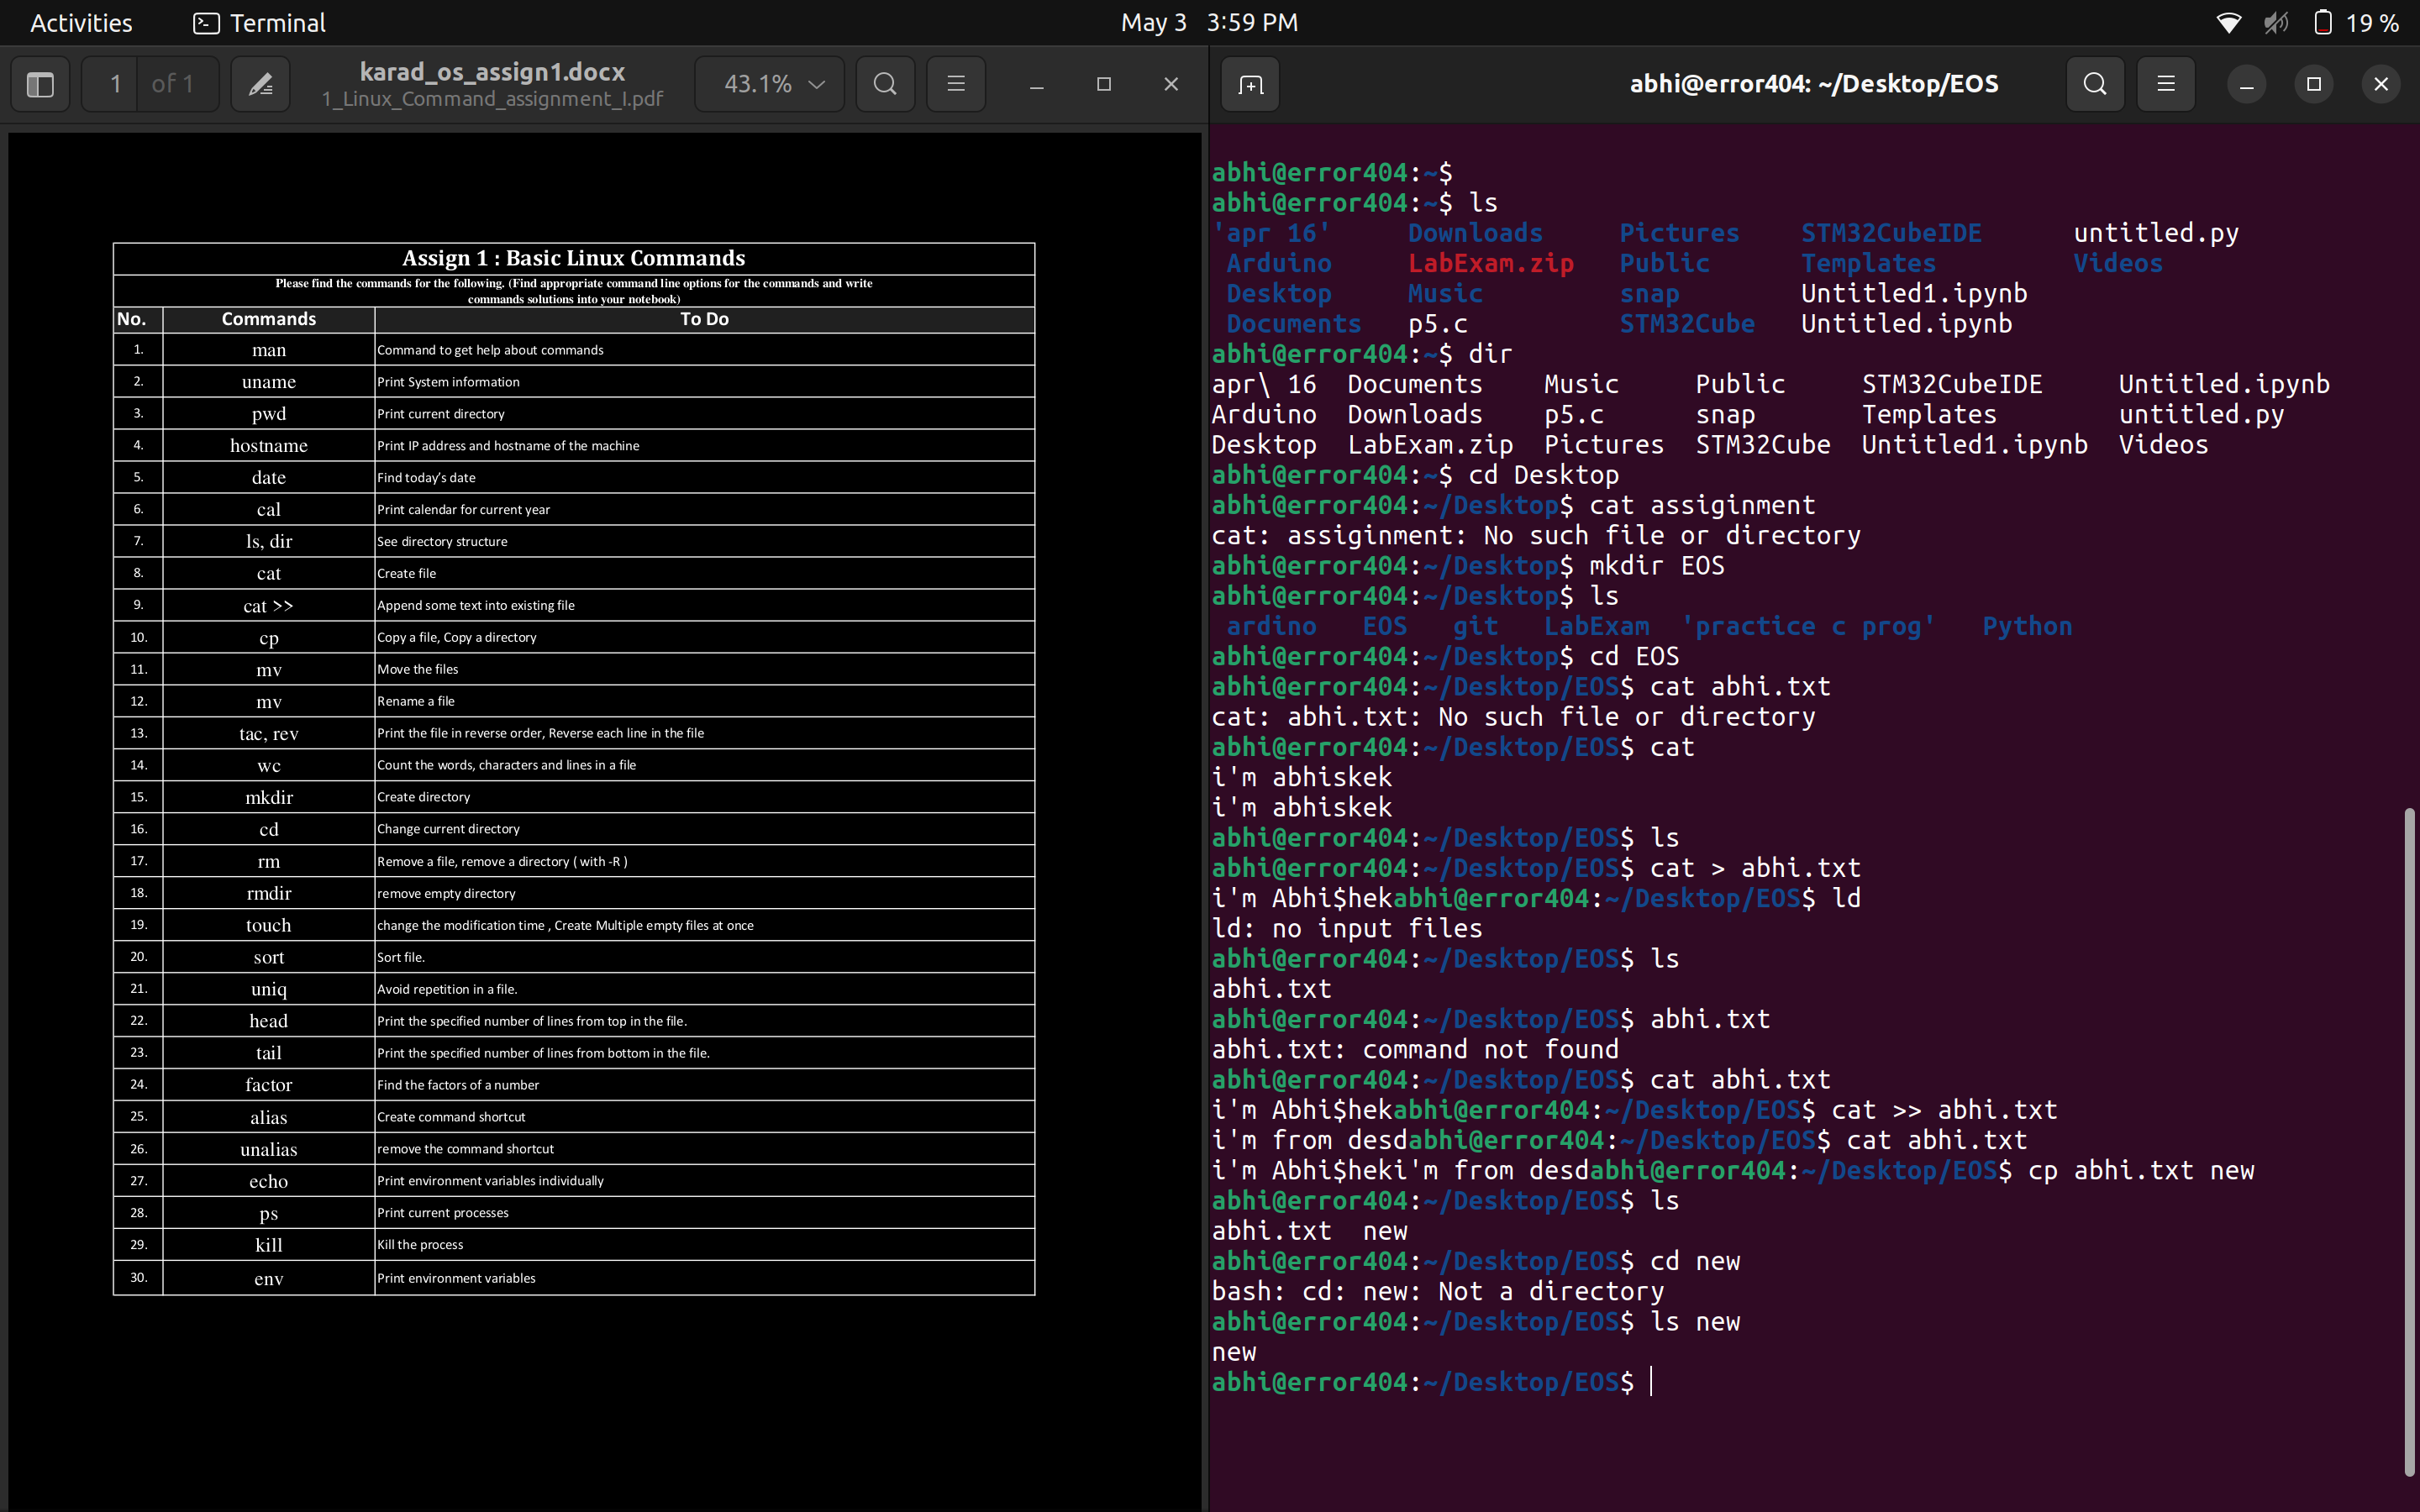 Activities Terminal May 3 3:59 PM 19 %
1 of 1 karad_os_assign1.docx 43.1%
1_Linux_Command_assignment_I.pdf
Assign 1 : Basic Linux Commands
Please find the commands for the following. (Find appropriate command line options for the commands and write
commands solutions into your notebook)
No. Commands To Do
1. man Command to get help about commands
2. uname Print System information
3. pwd Print current directory
4. hostname Print IP address and hostname of the machine
5. date Find today's date
6. cal Print calendar for current year
7. ls, dir See directory structure
8. cat Create file
9. cat >> Append some text into existing file
10. cp Copy a file, Copy a directory
11. mv Move the files
12. mv Rename a file
13. tac, rev Print the file in reverse order, Reverse each line in the file
14. wc Count the words, characters and lines in a file
15. mkdir Create directory
16. cd Change current directory
17. rm Remove a file, remove a directory ( with -R )
18. rmdir remove empty directory
19. touch change the modification time , Create Multiple empty files at once
20. sort Sort file.
21. uniq Avoid repetition in a file.
22. head Print the specified number of lines from top in the file.
23. tail Print the specified number of lines from bottom in the file.
24. factor Find the factors of a number
25. alias Create command shortcut
26. unalias remove the command shortcut
27. echo Print environment variables individually
28. ps Print current processes
29. kill Kill the process
30. env Print environment variables
abhi@error404: ~/Desktop/EOS
abhi@error404:~$
abhi@error404:~$ ls
'apr 16' Downloads Pictures STM32CubeIDE untitled.py
Arduino LabExam.zip Public Templates Videos
Desktop Music snap Untitled1.ipynb
Documents p5.c STM32Cube Untitled.ipynb
abhi@error404:~$ dir
apr\ 16 Documents Music Public STM32CubeIDE Untitled.ipynb
Arduino Downloads p5.c snap Templates untitled.py
Desktop LabExam.zip Pictures STM32Cube Untitled1.ipynb Videos
abhi@error404:~$ cd Desktop
abhi@error404:~/Desktop$ cat assiginment
cat: assiginment: No such file or directory
abhi@error404:~/Desktop$ mkdir EOS
abhi@error404:~/Desktop$ ls
ardino EOS git LabExam 'practice c prog' Python
abhi@error404:~/Desktop$ cd EOS
abhi@error404:~/Desktop/EOS$ cat abhi.txt
cat: abhi.txt: No such file or directory
abhi@error404:~/Desktop/EOS$ cat
i'm abhiskek
i'm abhiskek
abhi@error404:~/Desktop/EOS$ ls
abhi@error404:~/Desktop/EOS$ cat > abhi.txt
i'm Abhi$hekabhi@error404:~/Desktop/EOS$ ld
ld: no input files
abhi@error404:~/Desktop/EOS$ ls
abhi.txt
abhi@error404:~/Desktop/EOS$ abhi.txt
abhi.txt: command not found
abhi@error404:~/Desktop/EOS$ cat abhi.txt
i'm Abhi$hekabhi@error404:~/Desktop/EOS$ cat >> abhi.txt
i'm from desdabhi@error404:~/Desktop/EOS$ cat abhi.txt
i'm Abhi$heki'm from desdabhi@error404:~/Desktop/EOS$ cp abhi.txt new
abhi@error404:~/Desktop/EOS$ ls
abhi.txt new
abhi@error404:~/Desktop/EOS$ cd new
bash: cd: new: Not a directory
abhi@error404:~/Desktop/EOS$ ls new
new
abhi@error404:~/Desktop/EOS$